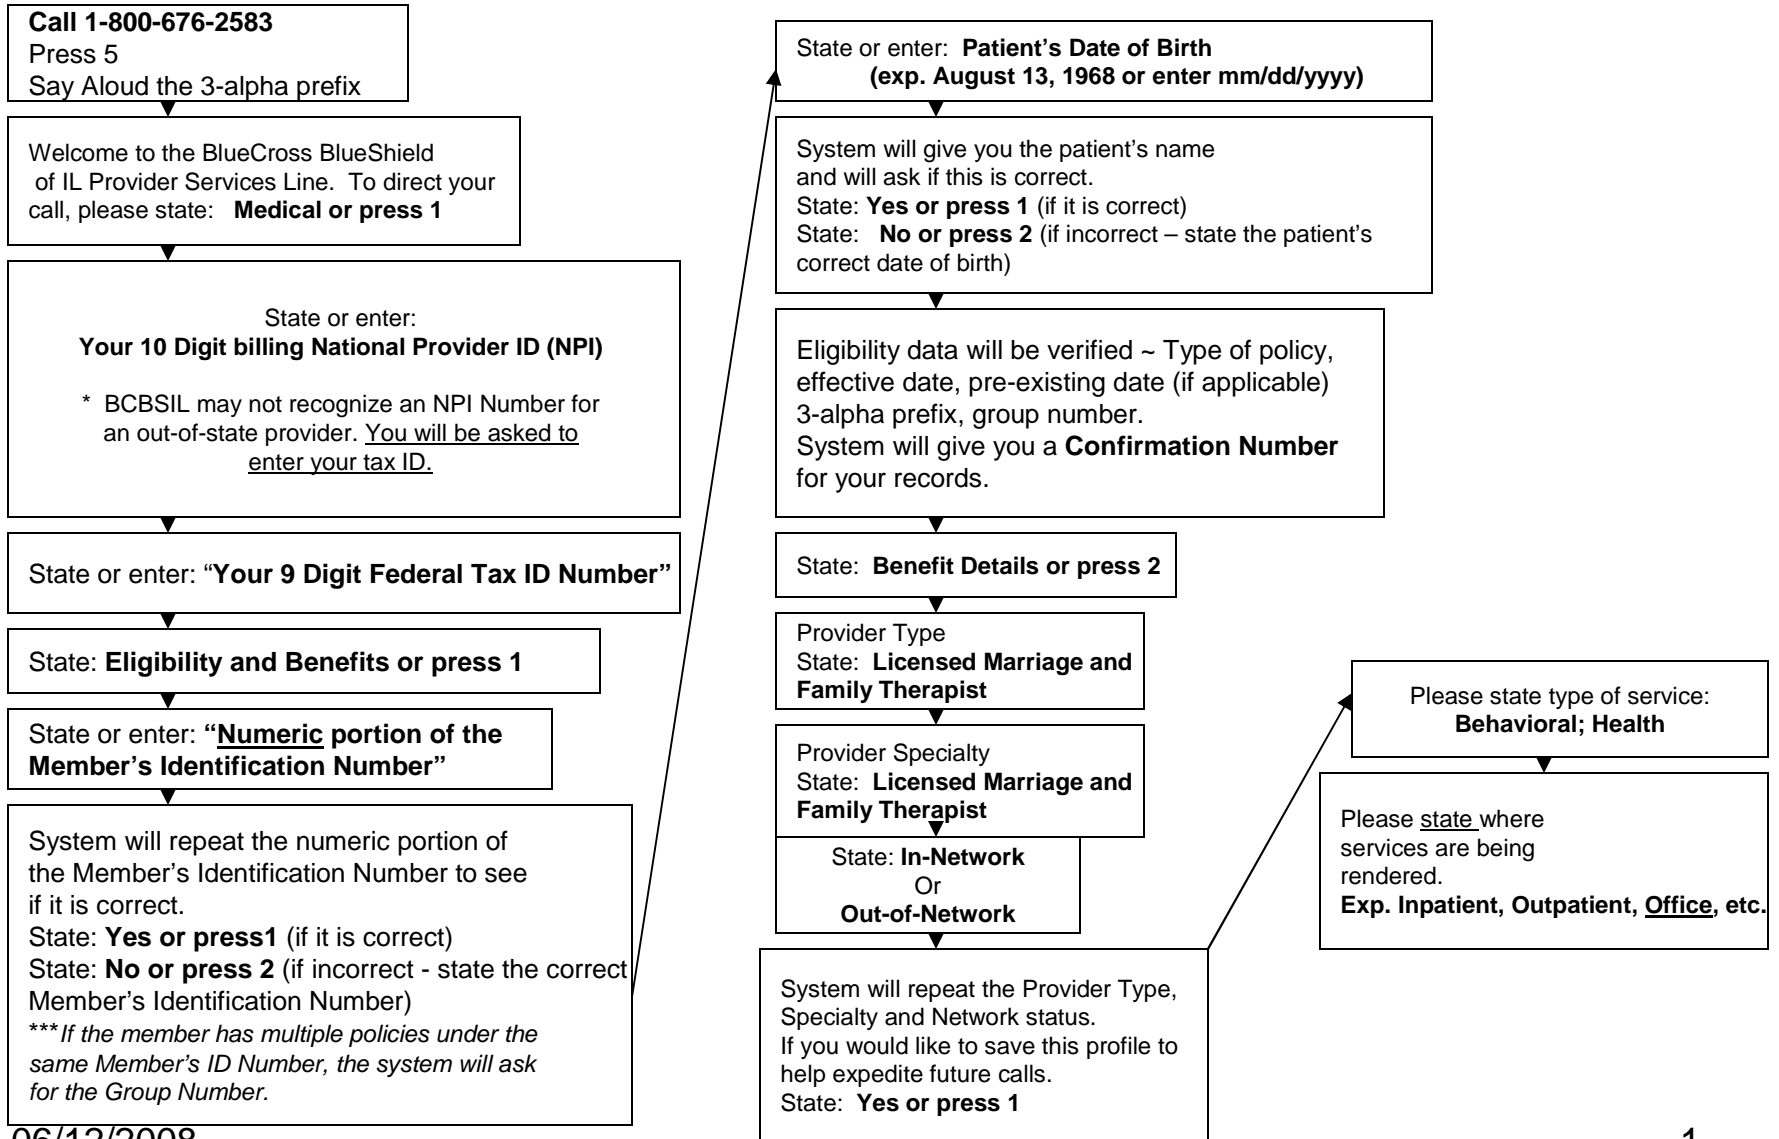 Call 1-800-676-2583
Press 5
Say Aloud the 3-alpha prefix
Welcome to the BlueCross BlueShield
of IL Provider Services Line. To direct your
call, please state: Medical or press 1
State or enter:
Your 10 Digit billing National Provider ID (NPI)
* BCBSIL may not recognize an NPI Number for
an out-of-state provider. You will be asked to
enter your tax ID.
State or enter: “Your 9 Digit Federal Tax ID Number”
State: Eligibility and Benefits or press 1
State or enter: “Numeric portion of the
Member’s Identification Number”
System will repeat the numeric portion of
the Member’s Identification Number to see
if it is correct.
State: Yes or press1 (if it is correct)
State: No or press 2 (if incorrect - state the correct
Member’s Identification Number)
***If the member has multiple policies under the
same Member’s ID Number, the system will ask
for the Group Number.
State or enter: Patient’s Date of Birth
(exp. August 13, 1968 or enter mm/dd/yyyy)
System will give you the patient’s name
and will ask if this is correct.
State: Yes or press 1 (if it is correct)
State: No or press 2 (if incorrect – state the patient’s
correct date of birth)
Eligibility data will be verified ~ Type of policy,
effective date, pre-existing date (if applicable)
3-alpha prefix, group number.
System will give you a Confirmation Number
for your records.
State: Benefit Details or press 2
Provider Type
State: Licensed Marriage and
Family Therapist
Provider Specialty
State: Licensed Marriage and
Family Therapist
State: In-Network
Or
Out-of-Network
System will repeat the Provider Type,
Specialty and Network status.
If you would like to save this profile to
help expedite future calls.
State: Yes or press 1
Please state type of service:
Behavioral; Health
Please state where
services are being
rendered.
Exp. Inpatient, Outpatient, Office, etc.
06/12/2008
1